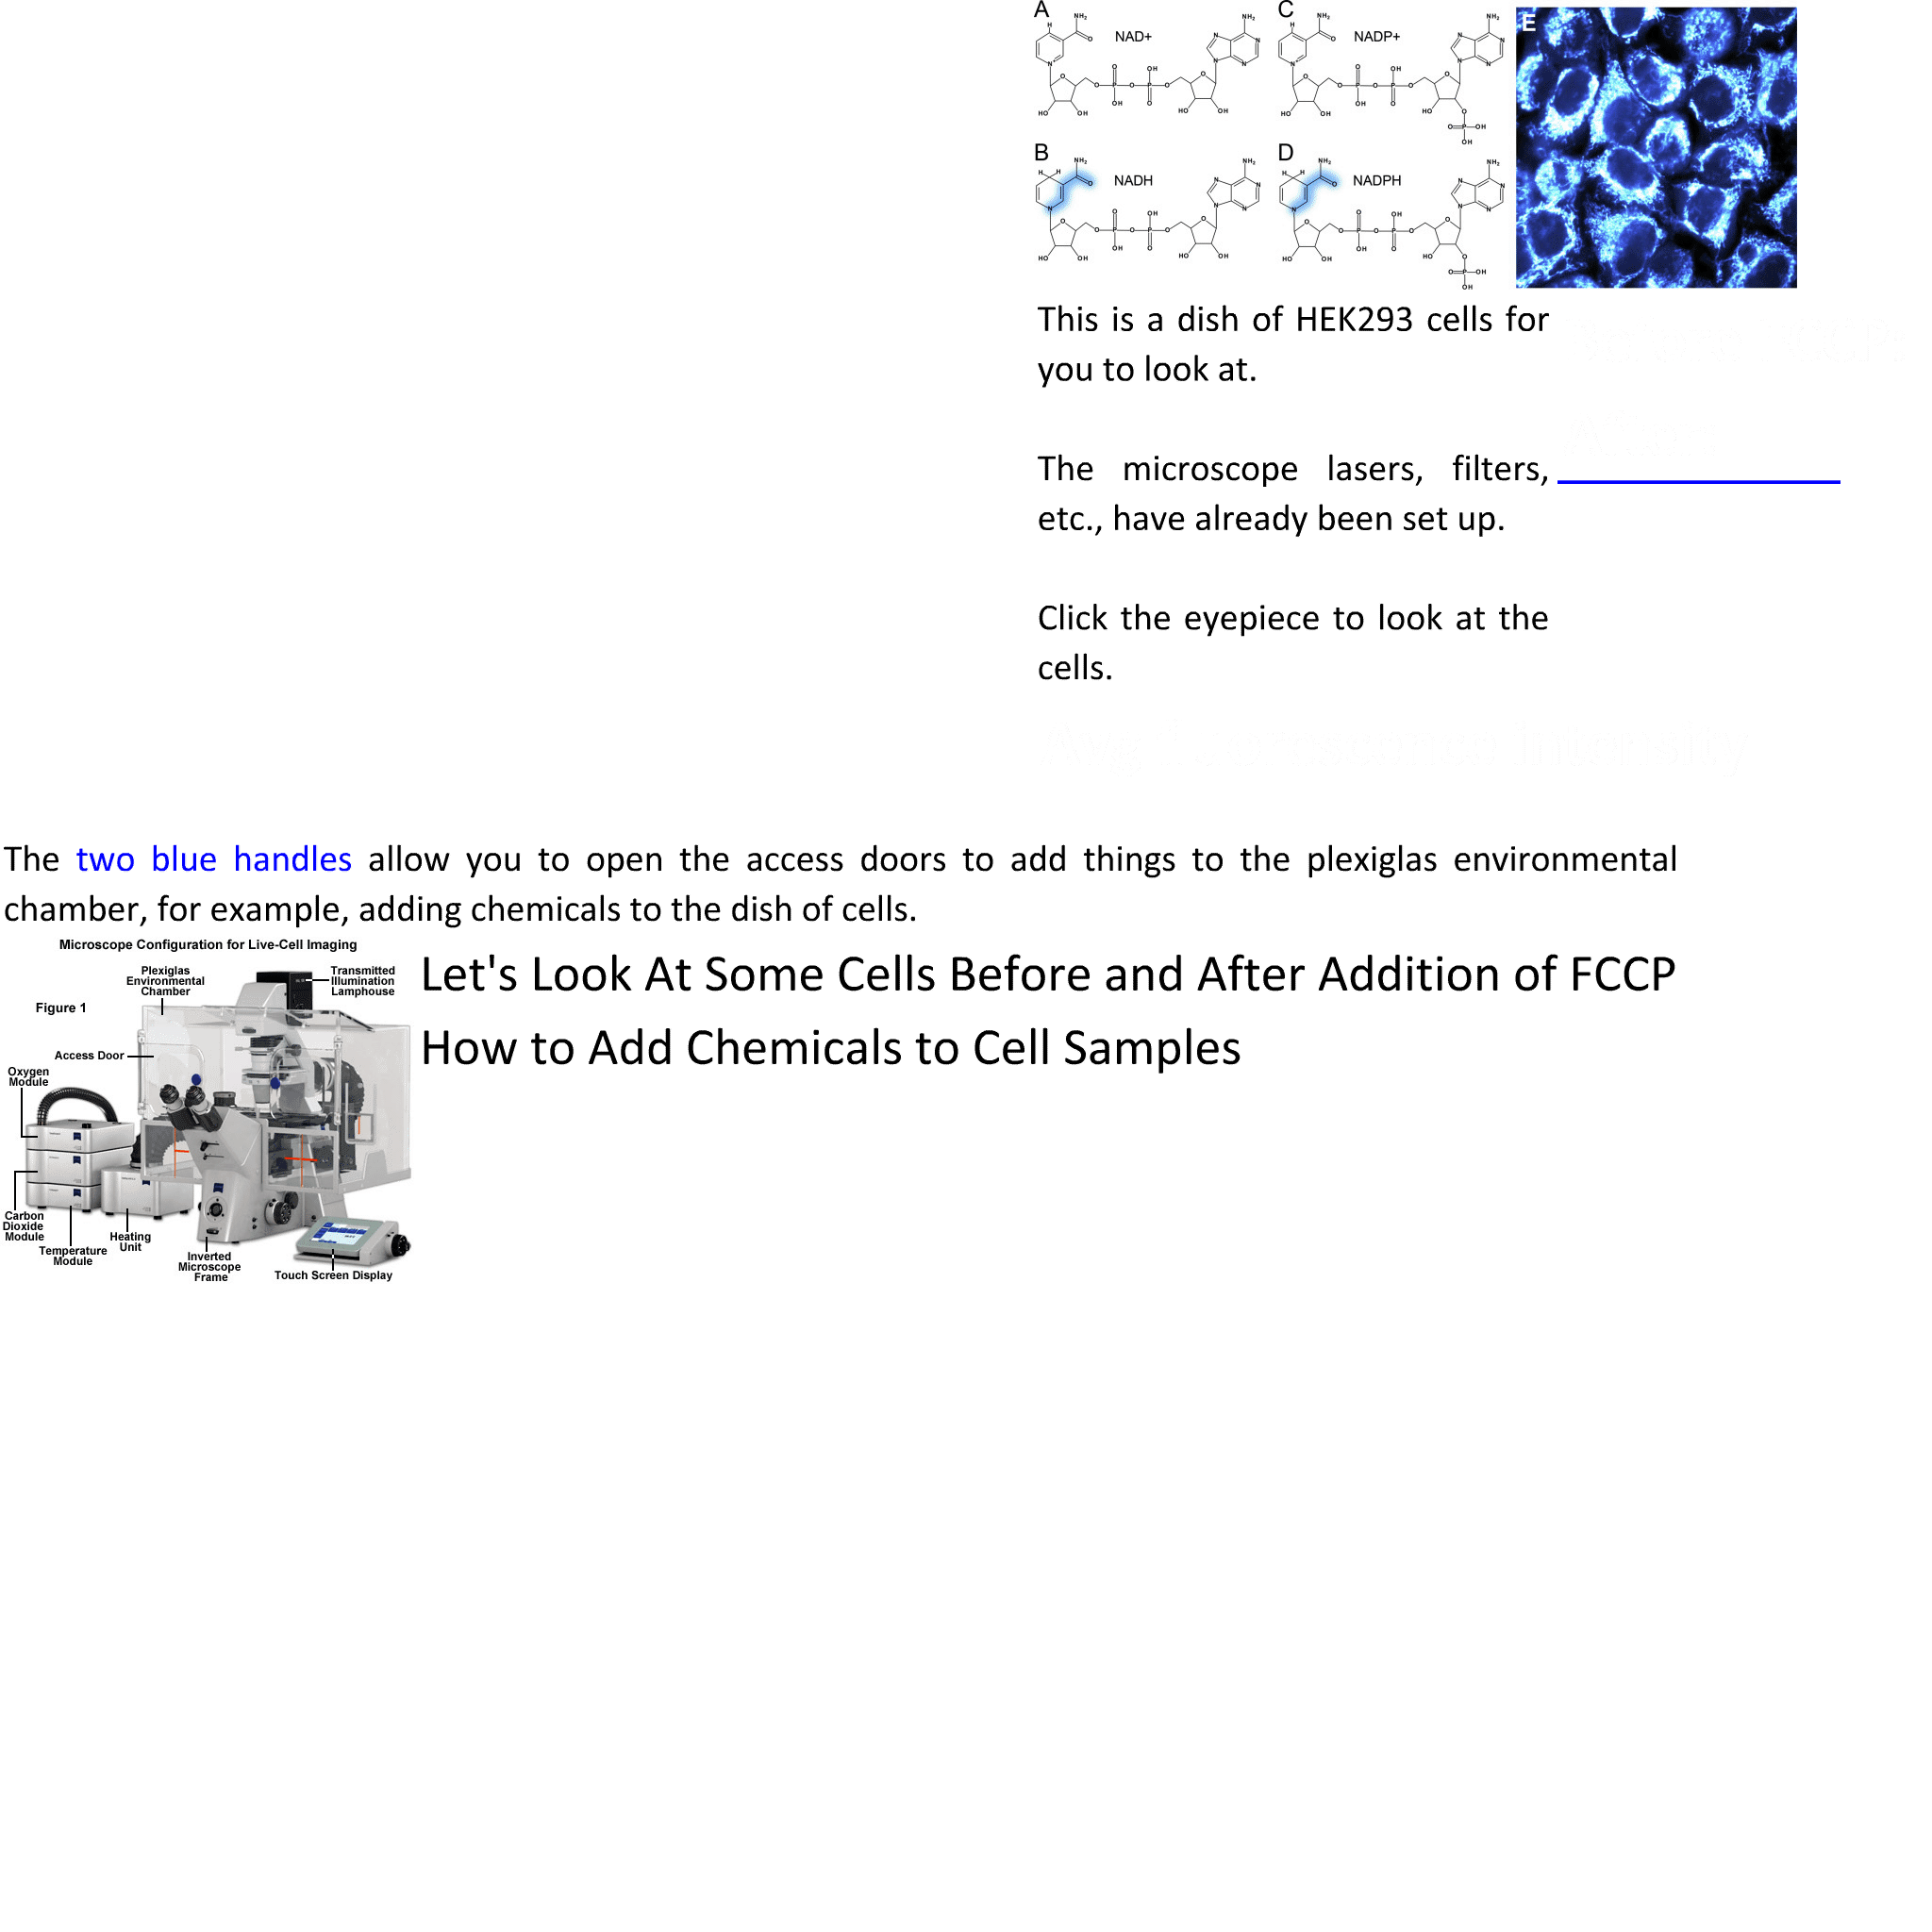 A
NAD+
C
NADP+
E
B
NADH
D
NADPH
This is a dish of HEK293 cells for
you to look at.
The microscope lasers, filters,
etc., have already been set up.
Click the eyepiece to look at the
cells.
The two blue handles allow you to open the access doors to add things to the plexiglas environmental
chamber, for example, adding chemicals to the dish of cells.
Microscope Configuration for Live-Cell Imaging
Plexiglas
Environmental
Chamber
Transmitted
Illumination
Lamphouse
Figure 1
Access Door
Oxygen
Module
Carbon
Dioxide
Module
Temperature
Module
Heating
Unit
Inverted
Microscope
Frame
Touch Screen Display
Let's Look At Some Cells Before and After Addition of FCCP
How to Add Chemicals to Cell Samples